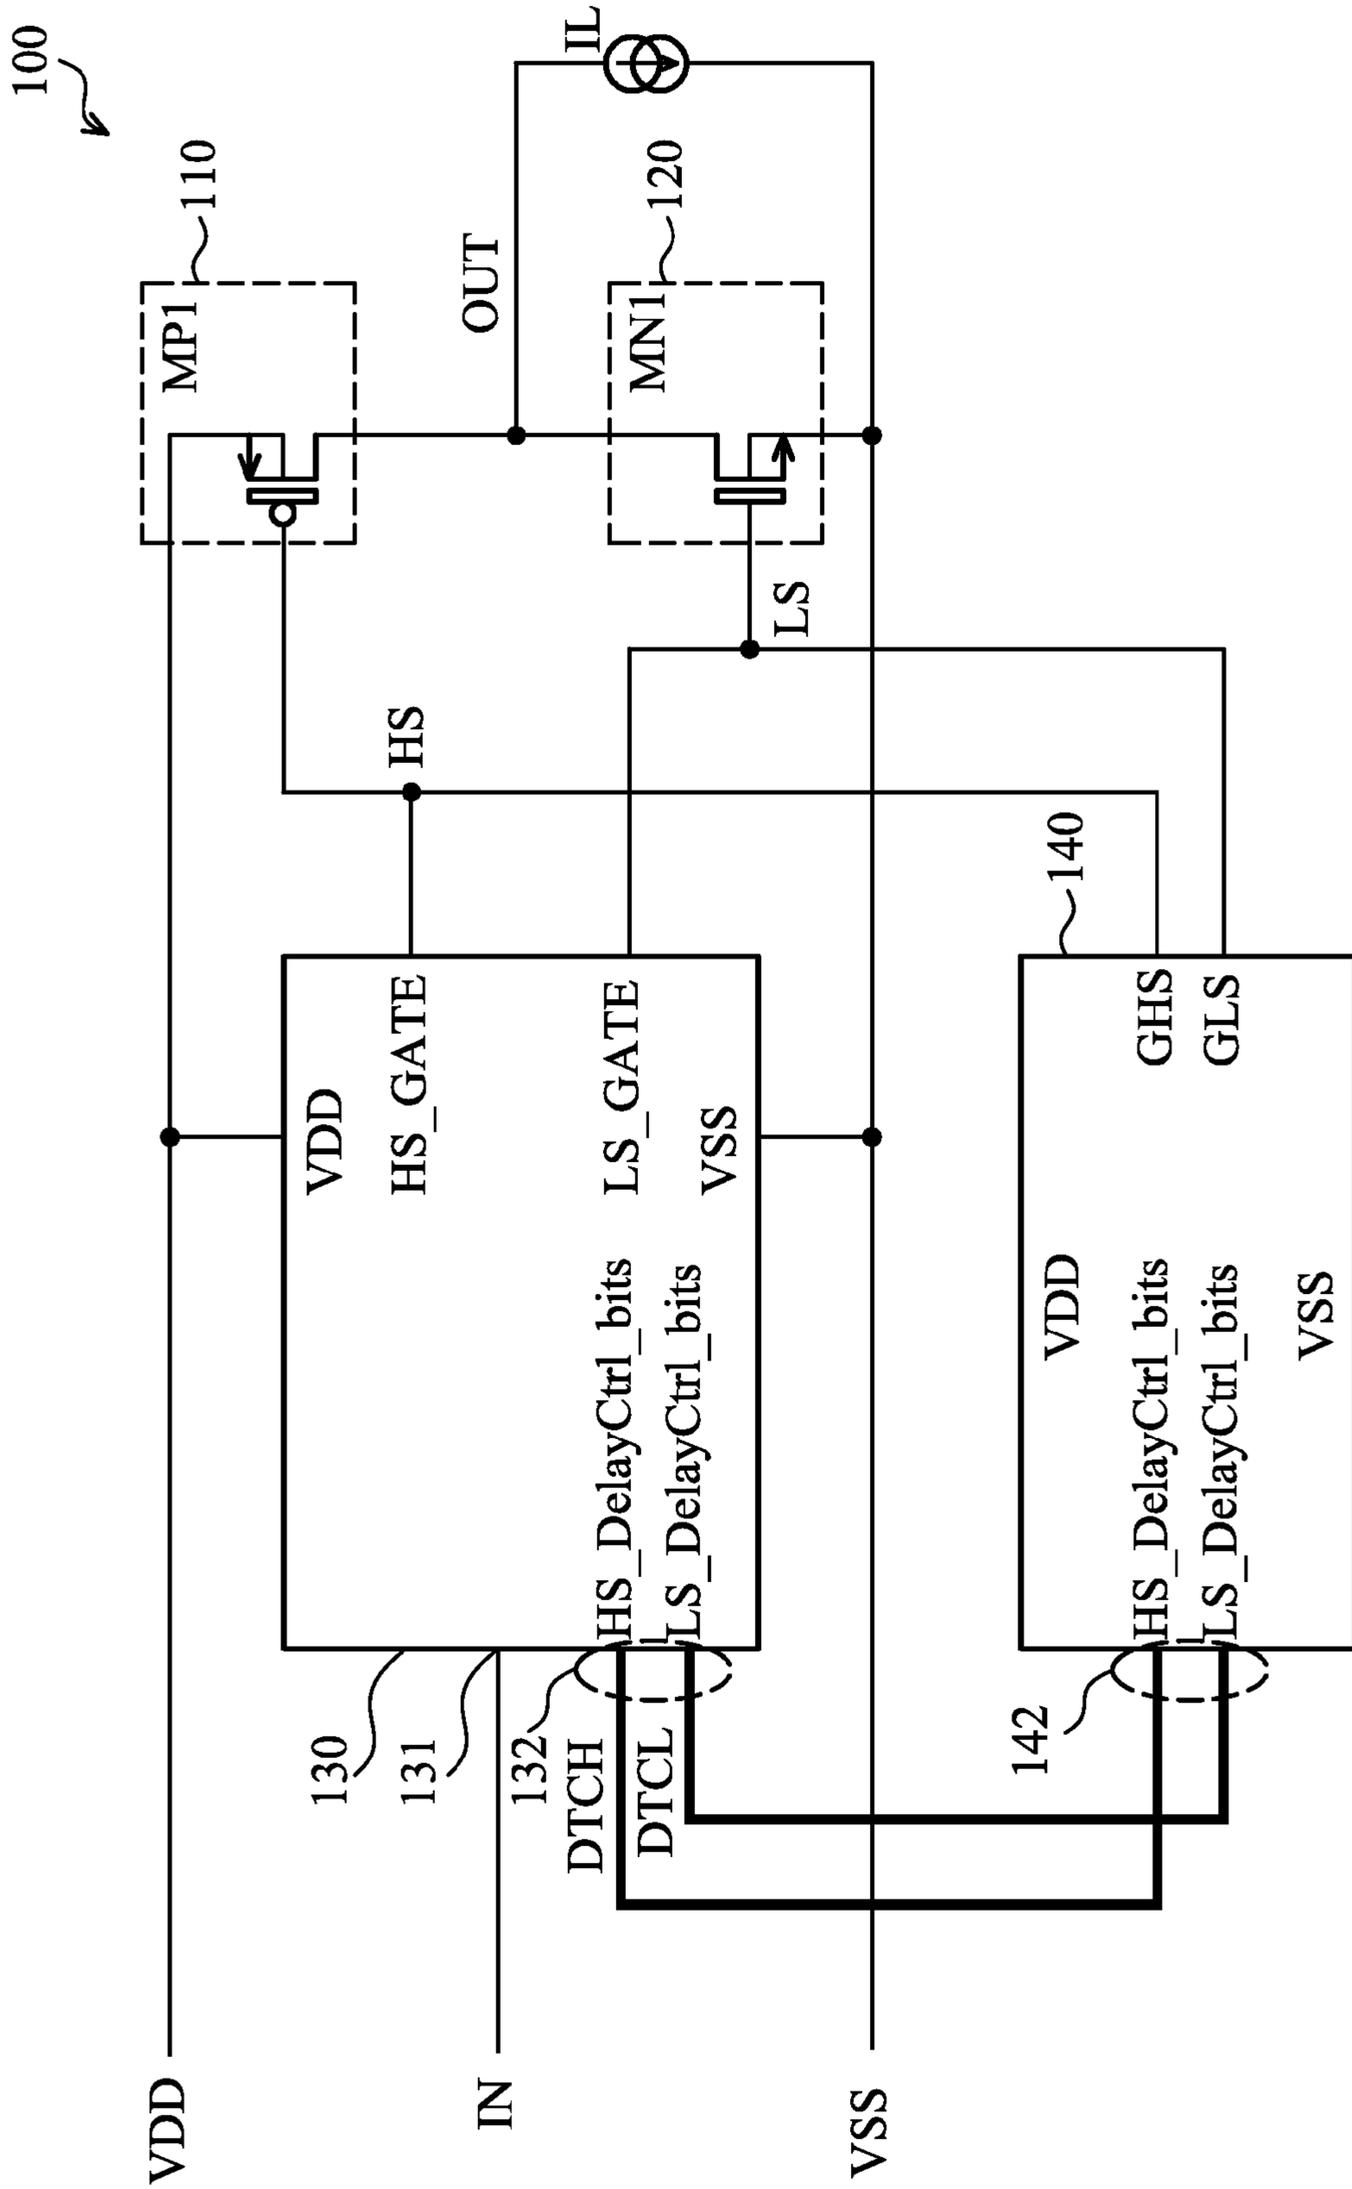 100
VDD
MP1
110
IN
130
131
132
VDD
HS_GATE
HS
OUT
IL
HS_DelayCtrl_bits
LS_GATE
DTCH
MN1
120
DTCL
LS_DelayCtrl_bits
VSS
LS
VSS
140
142
VDD
HS_DelayCtrl_bits
GHS
LS_DelayCtrl_bits
GLS
VSS